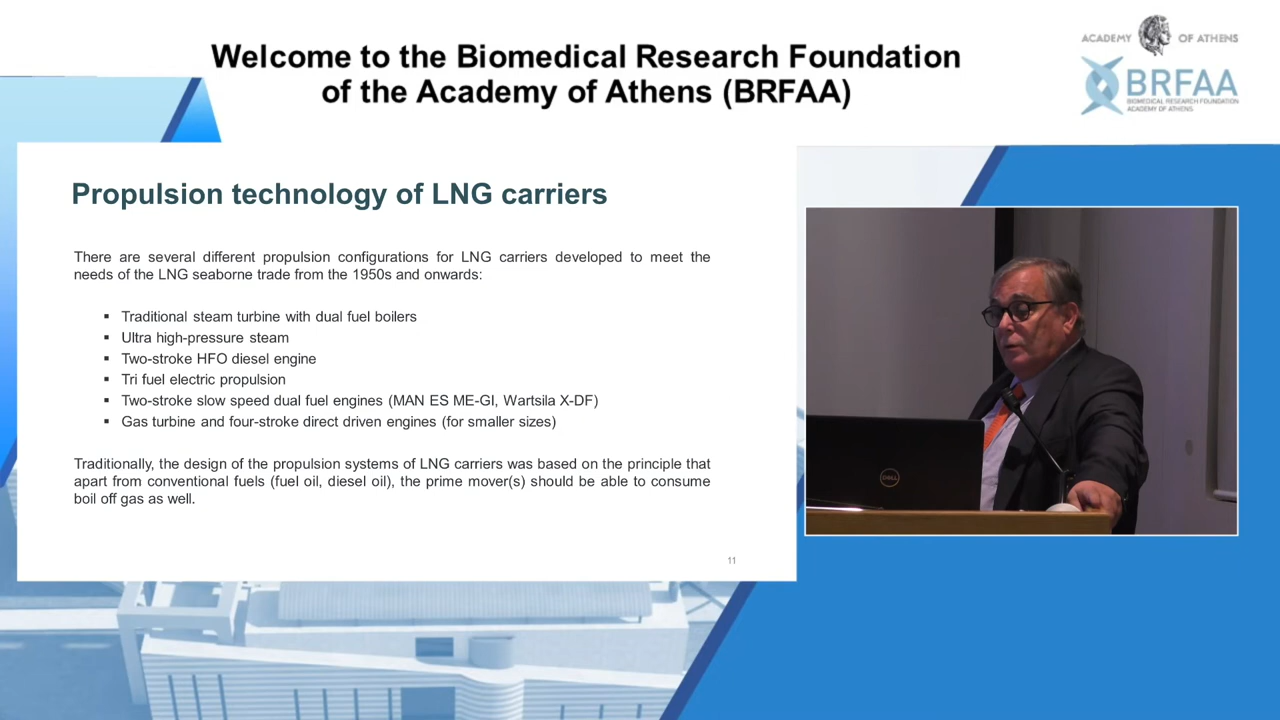 Welcome to the Biomedical Research Foundation
of the Academy of Athens (BRFAA)
ACADEMY OF ATHENS
BRFAA
BIOMEDICAL RESEARCH FOUNDATION
ACADEMY OF ATHENS
Propulsion technology of LNG carriers
There are several different propulsion configurations for LNG carriers developed to meet the
needs of the LNG seaborne trade from the 1950s and onwards:
▪ Traditional steam turbine with dual fuel boilers
▪ Ultra high-pressure steam
▪ Two-stroke HFO diesel engine
▪ Tri fuel electric propulsion
▪ Two-stroke slow speed dual fuel engines (MAN ES ME-GI, Wartsila X-DF)
▪ Gas turbine and four-stroke direct driven engines (for smaller sizes)
Traditionally, the design of the propulsion systems of LNG carriers was based on the principle that
apart from conventional fuels (fuel oil, diesel oil), the prime mover(s) should be able to consume
boil off gas as well.
11
DELL